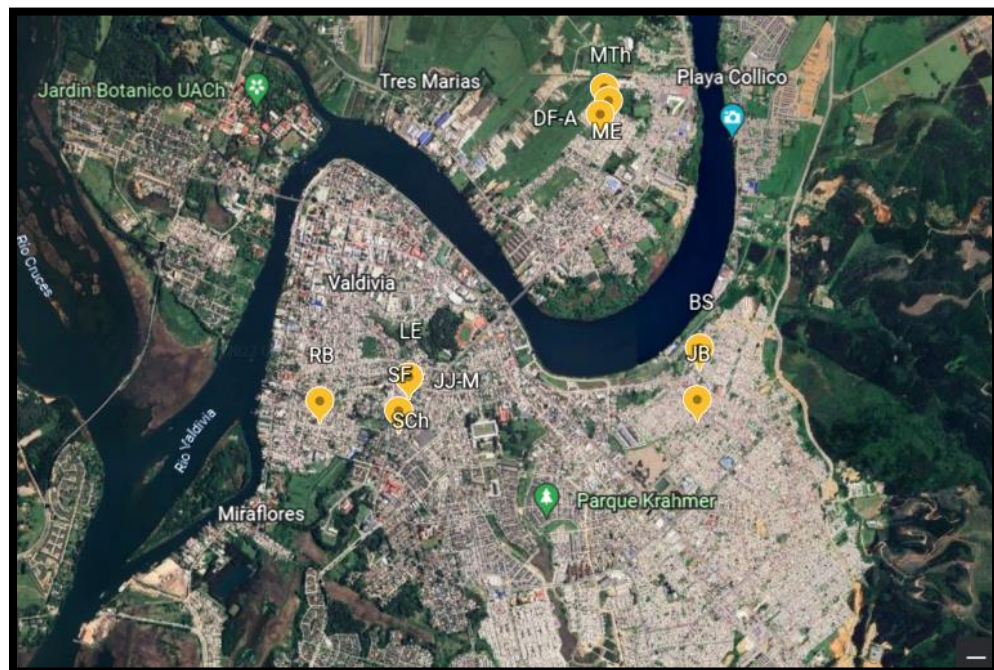 MTh
Jardin Botanico UACh
Tres Marias
Playa Collico
DF-A
ME
Rio Cruces
Valdivia
BS
LE
RB
JB
SF
JJ-M
SCh
Rio Valdivia
Parque Krahmer
Miraflores